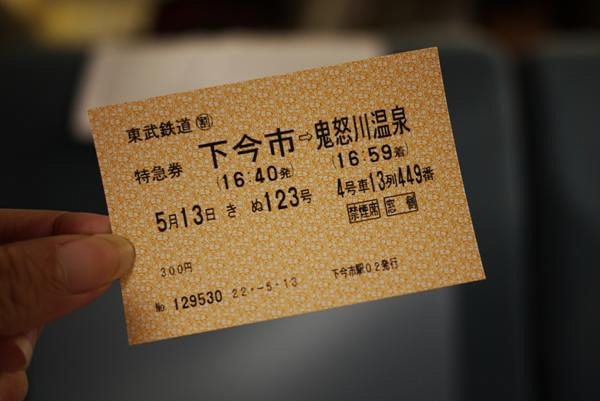 東武鉄道 割
特急券 下今市⇨鬼怒川温泉
(16:40発) (16:59着)
5月13日 きぬ123号 4号車13列449番
禁煙席 窓側
300円
№ 129530 22.-5.13 下今市駅02発行